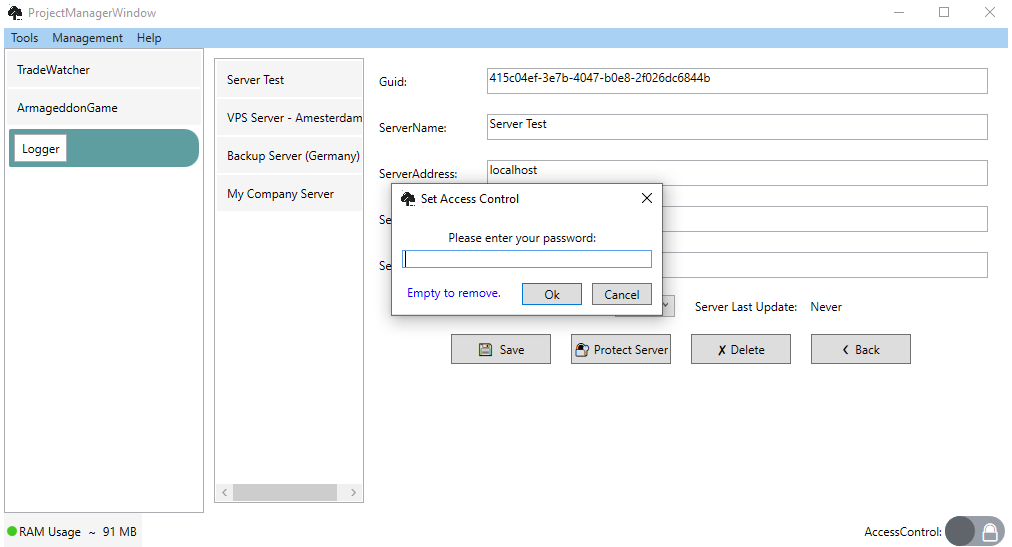 ProjectManagerWindow
Tools Management Help
TradeWatcher
ArmageddonGame
Logger
Server Test
VPS Server - Amesterdam
Backup Server (Germany)
My Company Server
Guid: 415c04ef-3e7b-4047-b0e8-2f026dc6844b
ServerName: Server Test
ServerAddress: localhost
Se
Se
Set Access Control
Please enter your password:
Empty to remove. Ok Cancel
Server Last Update: Never
Save Protect Server ✗ Delete < Back
RAM Usage ~ 91 MB
AccessControl: